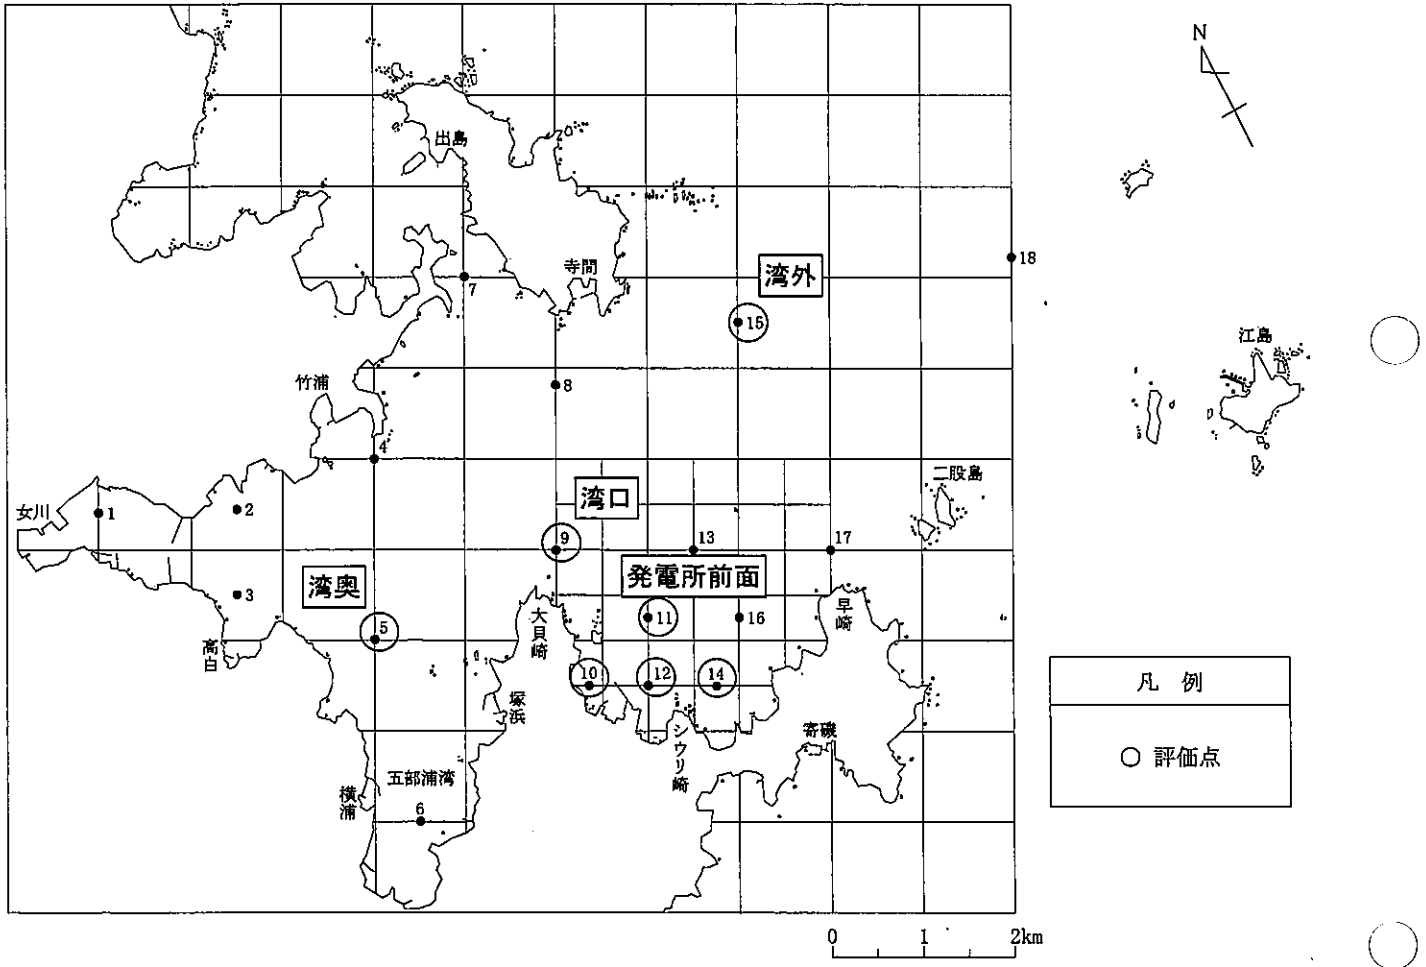 N
出島
寺間
湾外
18
7
15
江島
竹浦
8
4
二股島
湾口
女川
1
2
9
13
17
発電所前面
湾奥
3
大貝崎
11
16
早崎
5
高白
10
12
14
凡 例
塚浜
シウリ崎
寄磯
○ 評価点
五部浦湾
横浦
6
0 1 2km